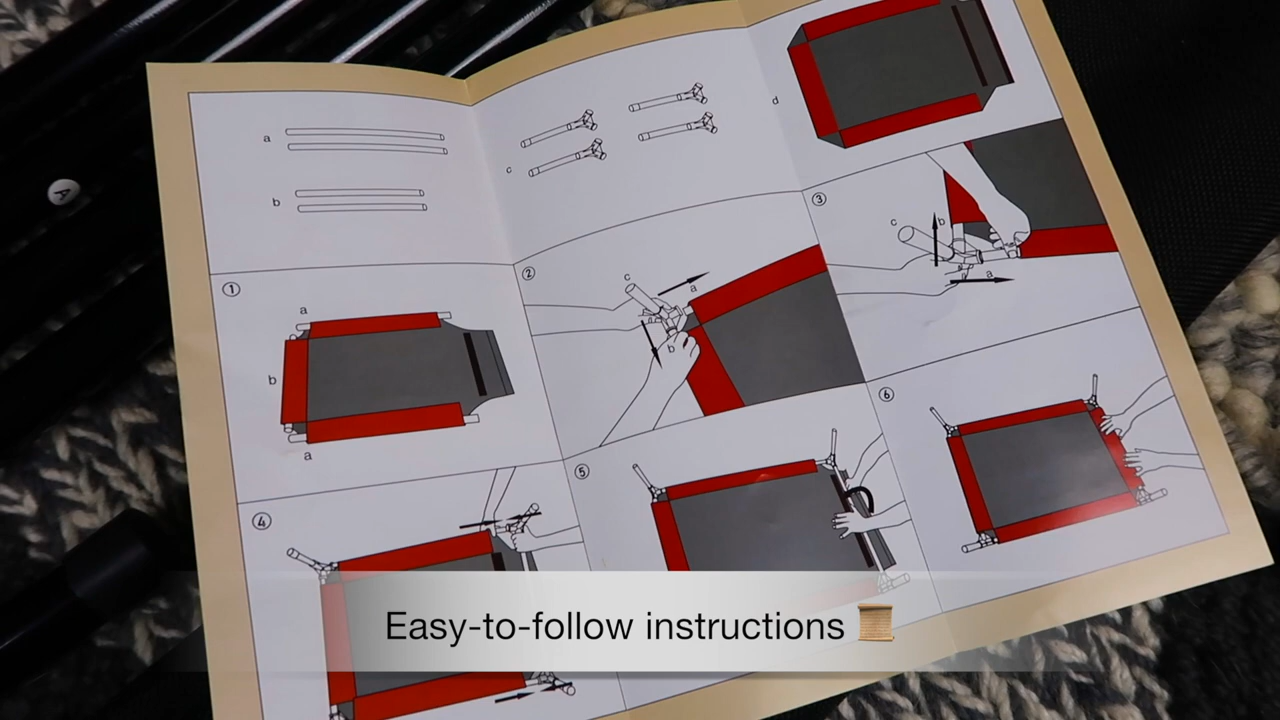 A
a
b
c
d
①
a
b
a
②
c
a
b
③
c
b
a
④
c
⑤
⑥
Easy-to-follow instructions